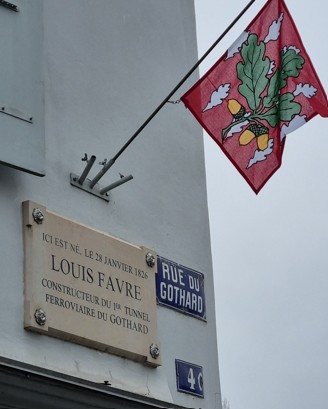 ICI EST NÉ, LE 28 JANVIER 1826
LOUIS FAVRE
CONSTRUCTEUR DU 1ER TUNNEL
FERROVIAIRE DU GOTHARD
RUE DU
GOTHARD
4